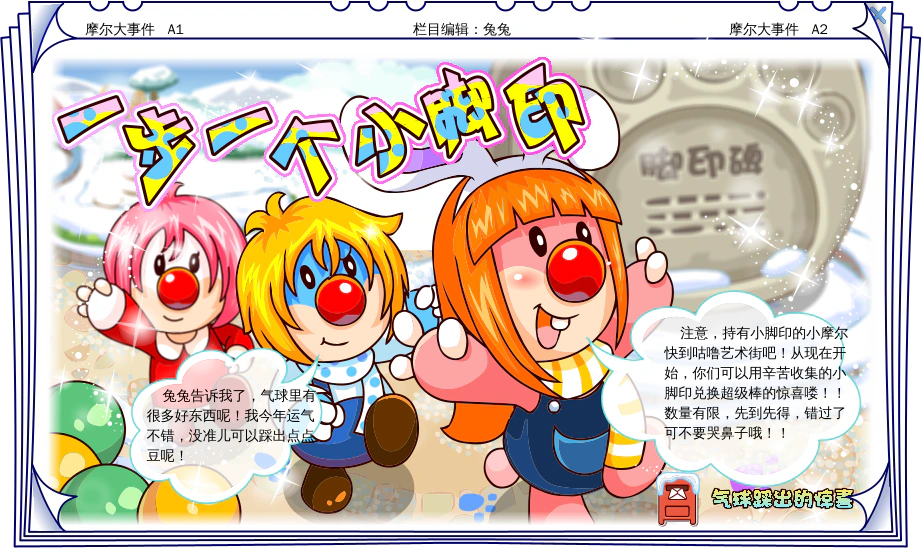 摩尔大事件 A1
栏目编辑：兔兔
摩尔大事件 A2
一步一个小脚印
脚印碑
兔兔告诉我了，气球里有
很多好东西呢！我今年运气
不错，没准儿可以踩出点点
豆呢！
注意，持有小脚印的小摩尔
快到咕噜艺术街吧！从现在开
始，你们可以用辛苦收集的小
脚印兑换超级棒的惊喜喽！！
数量有限，先到先得，错过了
可不要哭鼻子哦！！
气球踩出的惊喜